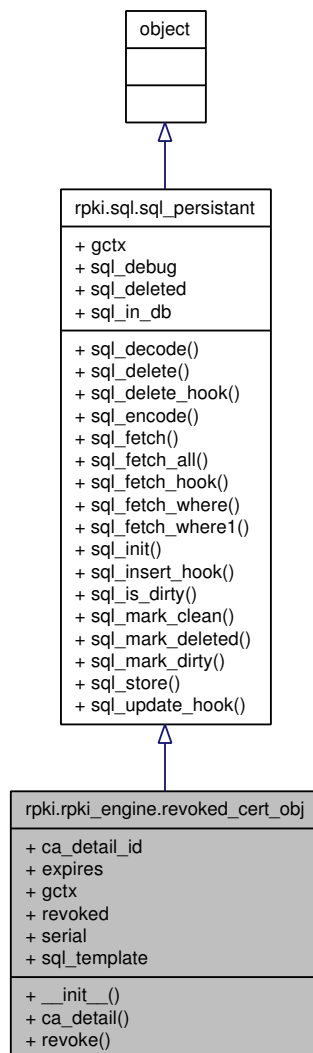 object
rpki.sql.sql_persistant
+ gctx
+ sql_debug
+ sql_deleted
+ sql_in_db
+ sql_decode()
+ sql_delete()
+ sql_delete_hook()
+ sql_encode()
+ sql_fetch()
+ sql_fetch_all()
+ sql_fetch_hook()
+ sql_fetch_where()
+ sql_fetch_where1()
+ sql_init()
+ sql_insert_hook()
+ sql_is_dirty()
+ sql_mark_clean()
+ sql_mark_deleted()
+ sql_mark_dirty()
+ sql_store()
+ sql_update_hook()
rpki.rpki_engine.revoked_cert_obj
+ ca_detail_id
+ expires
+ gctx
+ revoked
+ serial
+ sql_template
+ __init__()
+ ca_detail()
+ revoke()